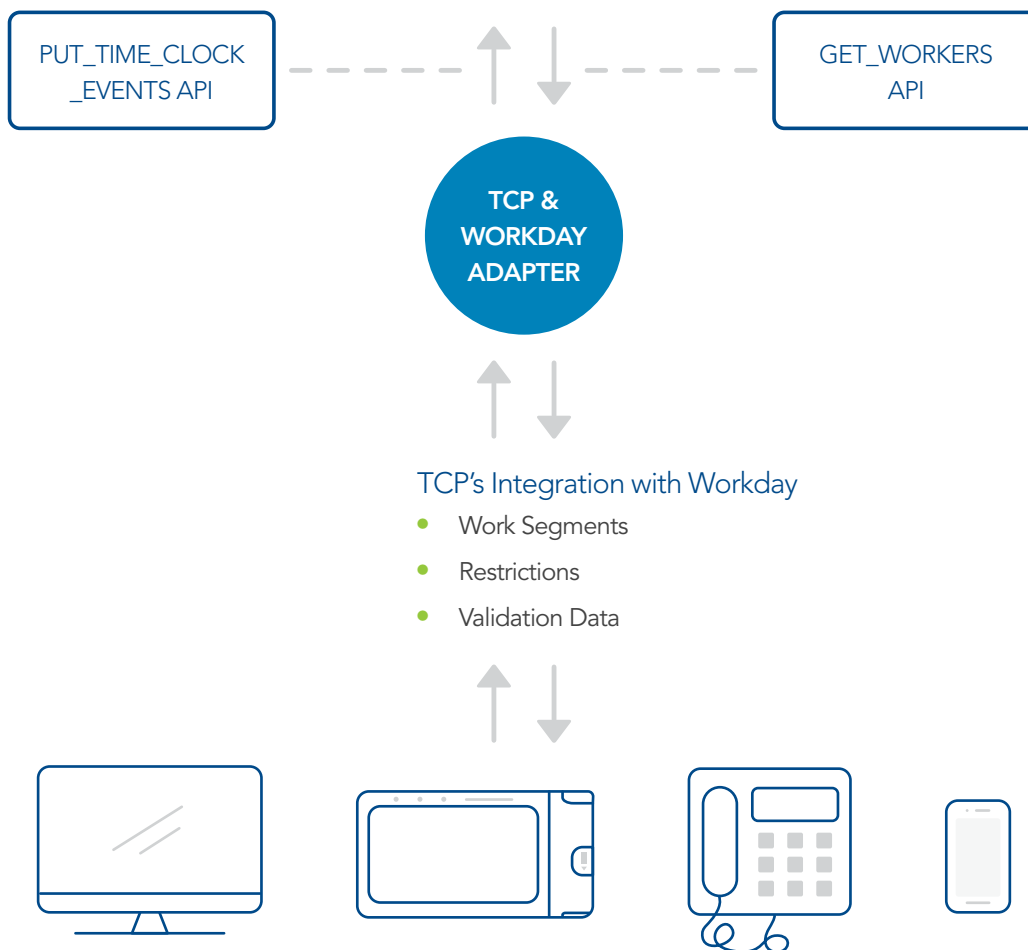 PUT_TIME_CLOCK
_EVENTS API
GET_WORKERS
API
TCP &
WORKDAY
ADAPTER
TCP’s Integration with Workday
• Work Segments
• Restrictions
• Validation Data